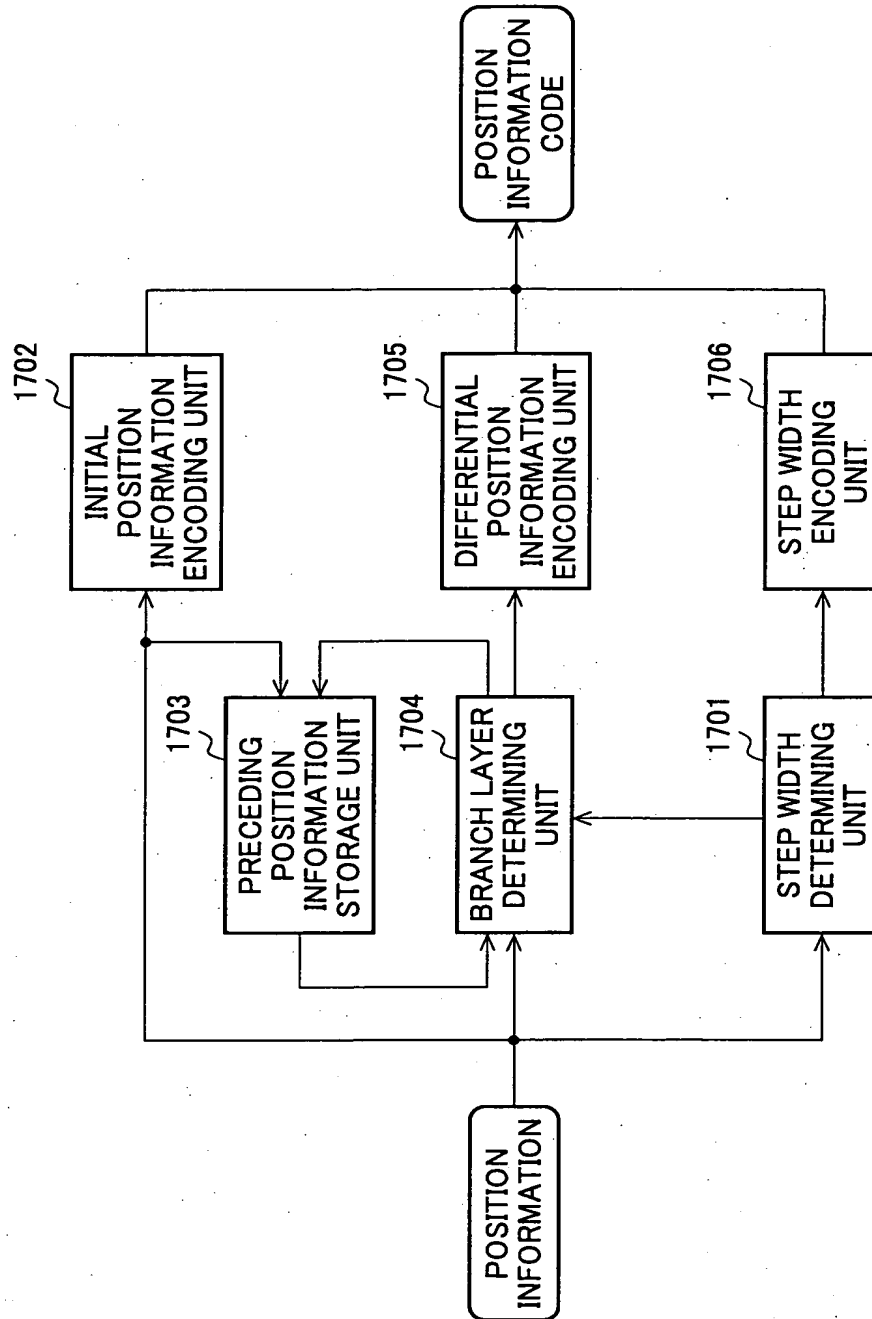 POSITION
INFORMATION
1703
PRECEDING
POSITION
INFORMATION
STORAGE UNIT
1704
BRANCH LAYER
DETERMINING
UNIT
1701
STEP WIDTH
DETERMINING
UNIT
1702
INITIAL
POSITION
INFORMATION
ENCODING UNIT
1705
DIFFERENTIAL
POSITION
INFORMATION
ENCODING UNIT
1706
STEP WIDTH
ENCODING
UNIT
POSITION
INFORMATION
CODE